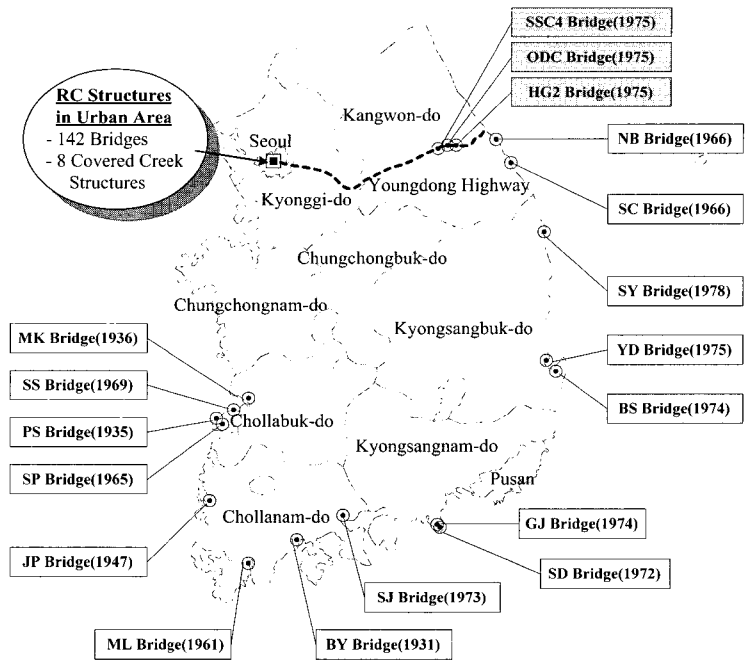 SSC4 Bridge(1975)
ODC Bridge(1975)
HG2 Bridge(1975)
RC Structures
in Urban Area
- 142 Bridges
- 8 Covered Creek
Structures
Kangwon-do
Seoul
NB Bridge(1966)
Youngdong Highway
Kyonggi-do
SC Bridge(1966)
Chungchongbuk-do
SY Bridge(1978)
Chungchongnam-do
Kyongsangbuk-do
MK Bridge(1936)
YD Bridge(1975)
SS Bridge(1969)
BS Bridge(1974)
Chollabuk-do
PS Bridge(1935)
Kyongsangnam-do
SP Bridge(1965)
Pusan
Chollanam-do
GJ Bridge(1974)
JP Bridge(1947)
SD Bridge(1972)
SJ Bridge(1973)
ML Bridge(1961)
BY Bridge(1931)